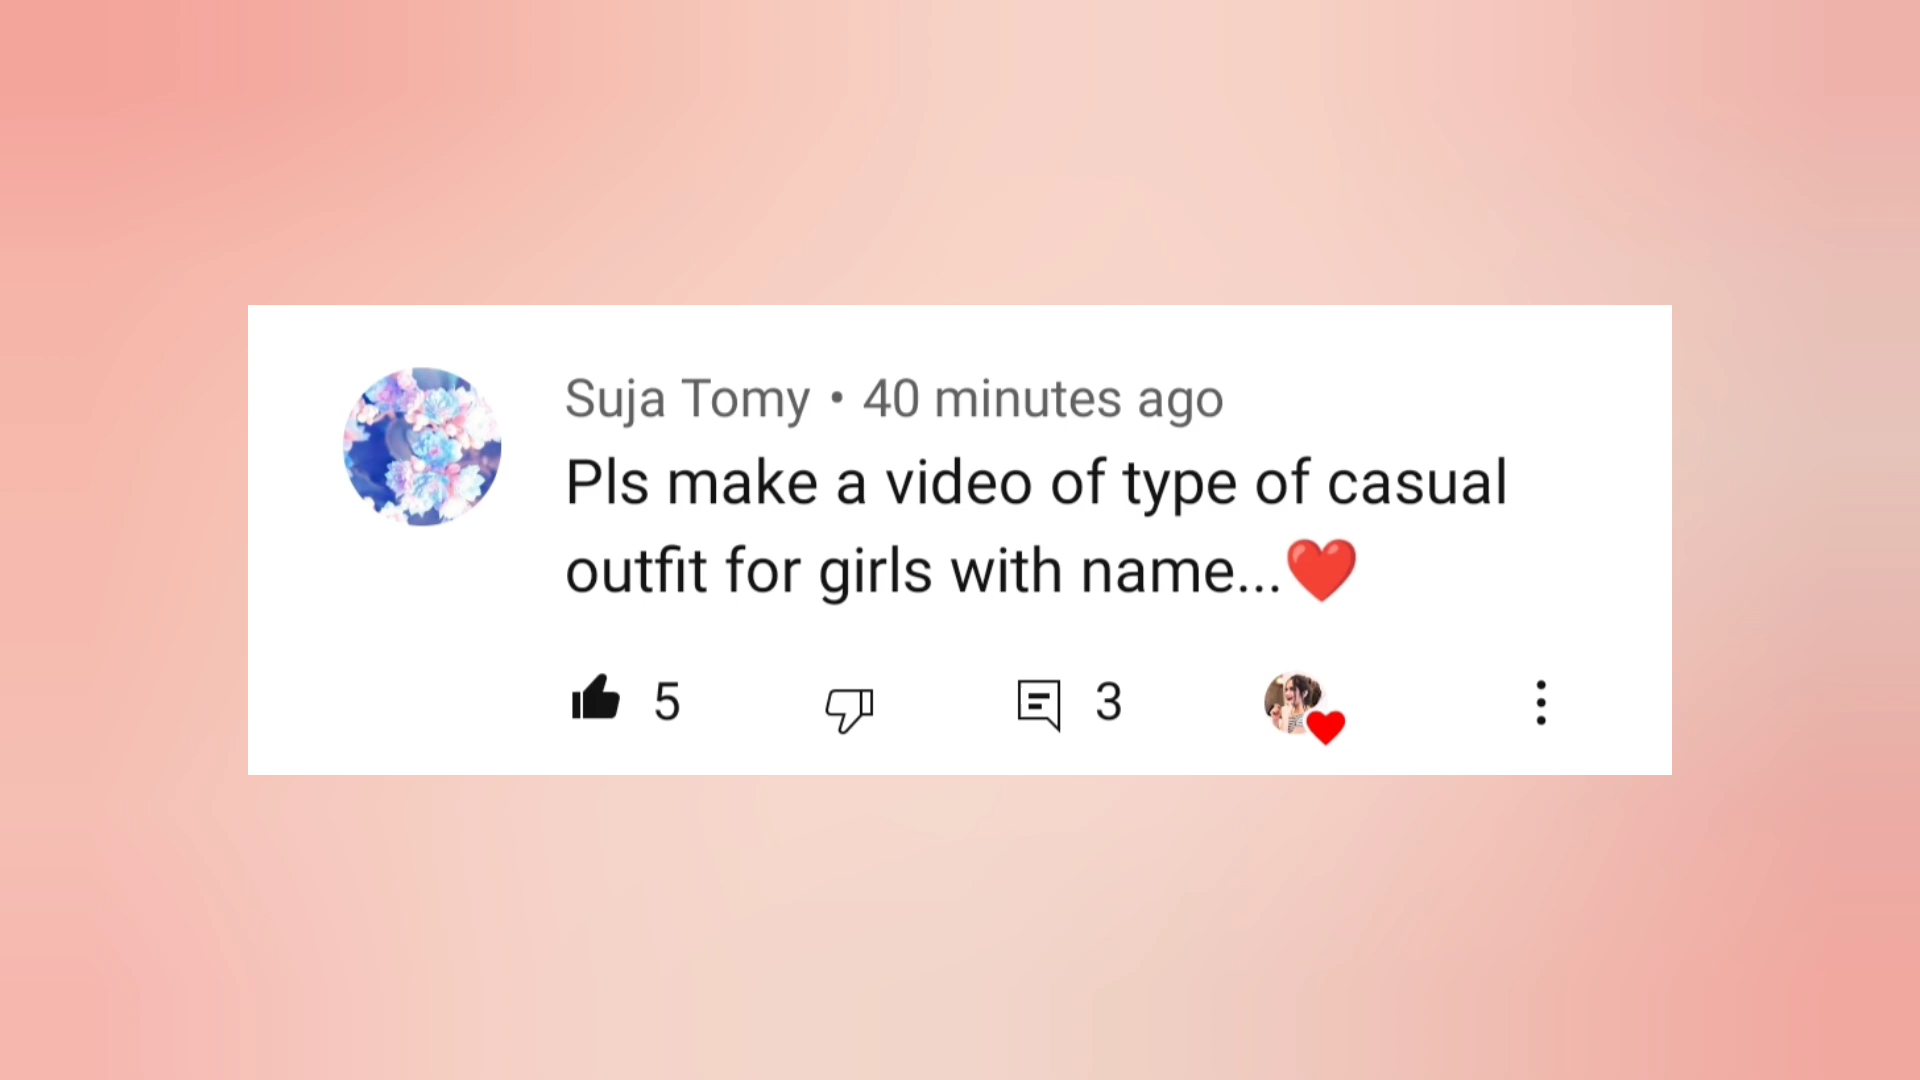 Suja Tomy • 40 minutes ago
Pls make a video of type of casual
outfit for girls with name...❤️
5 3